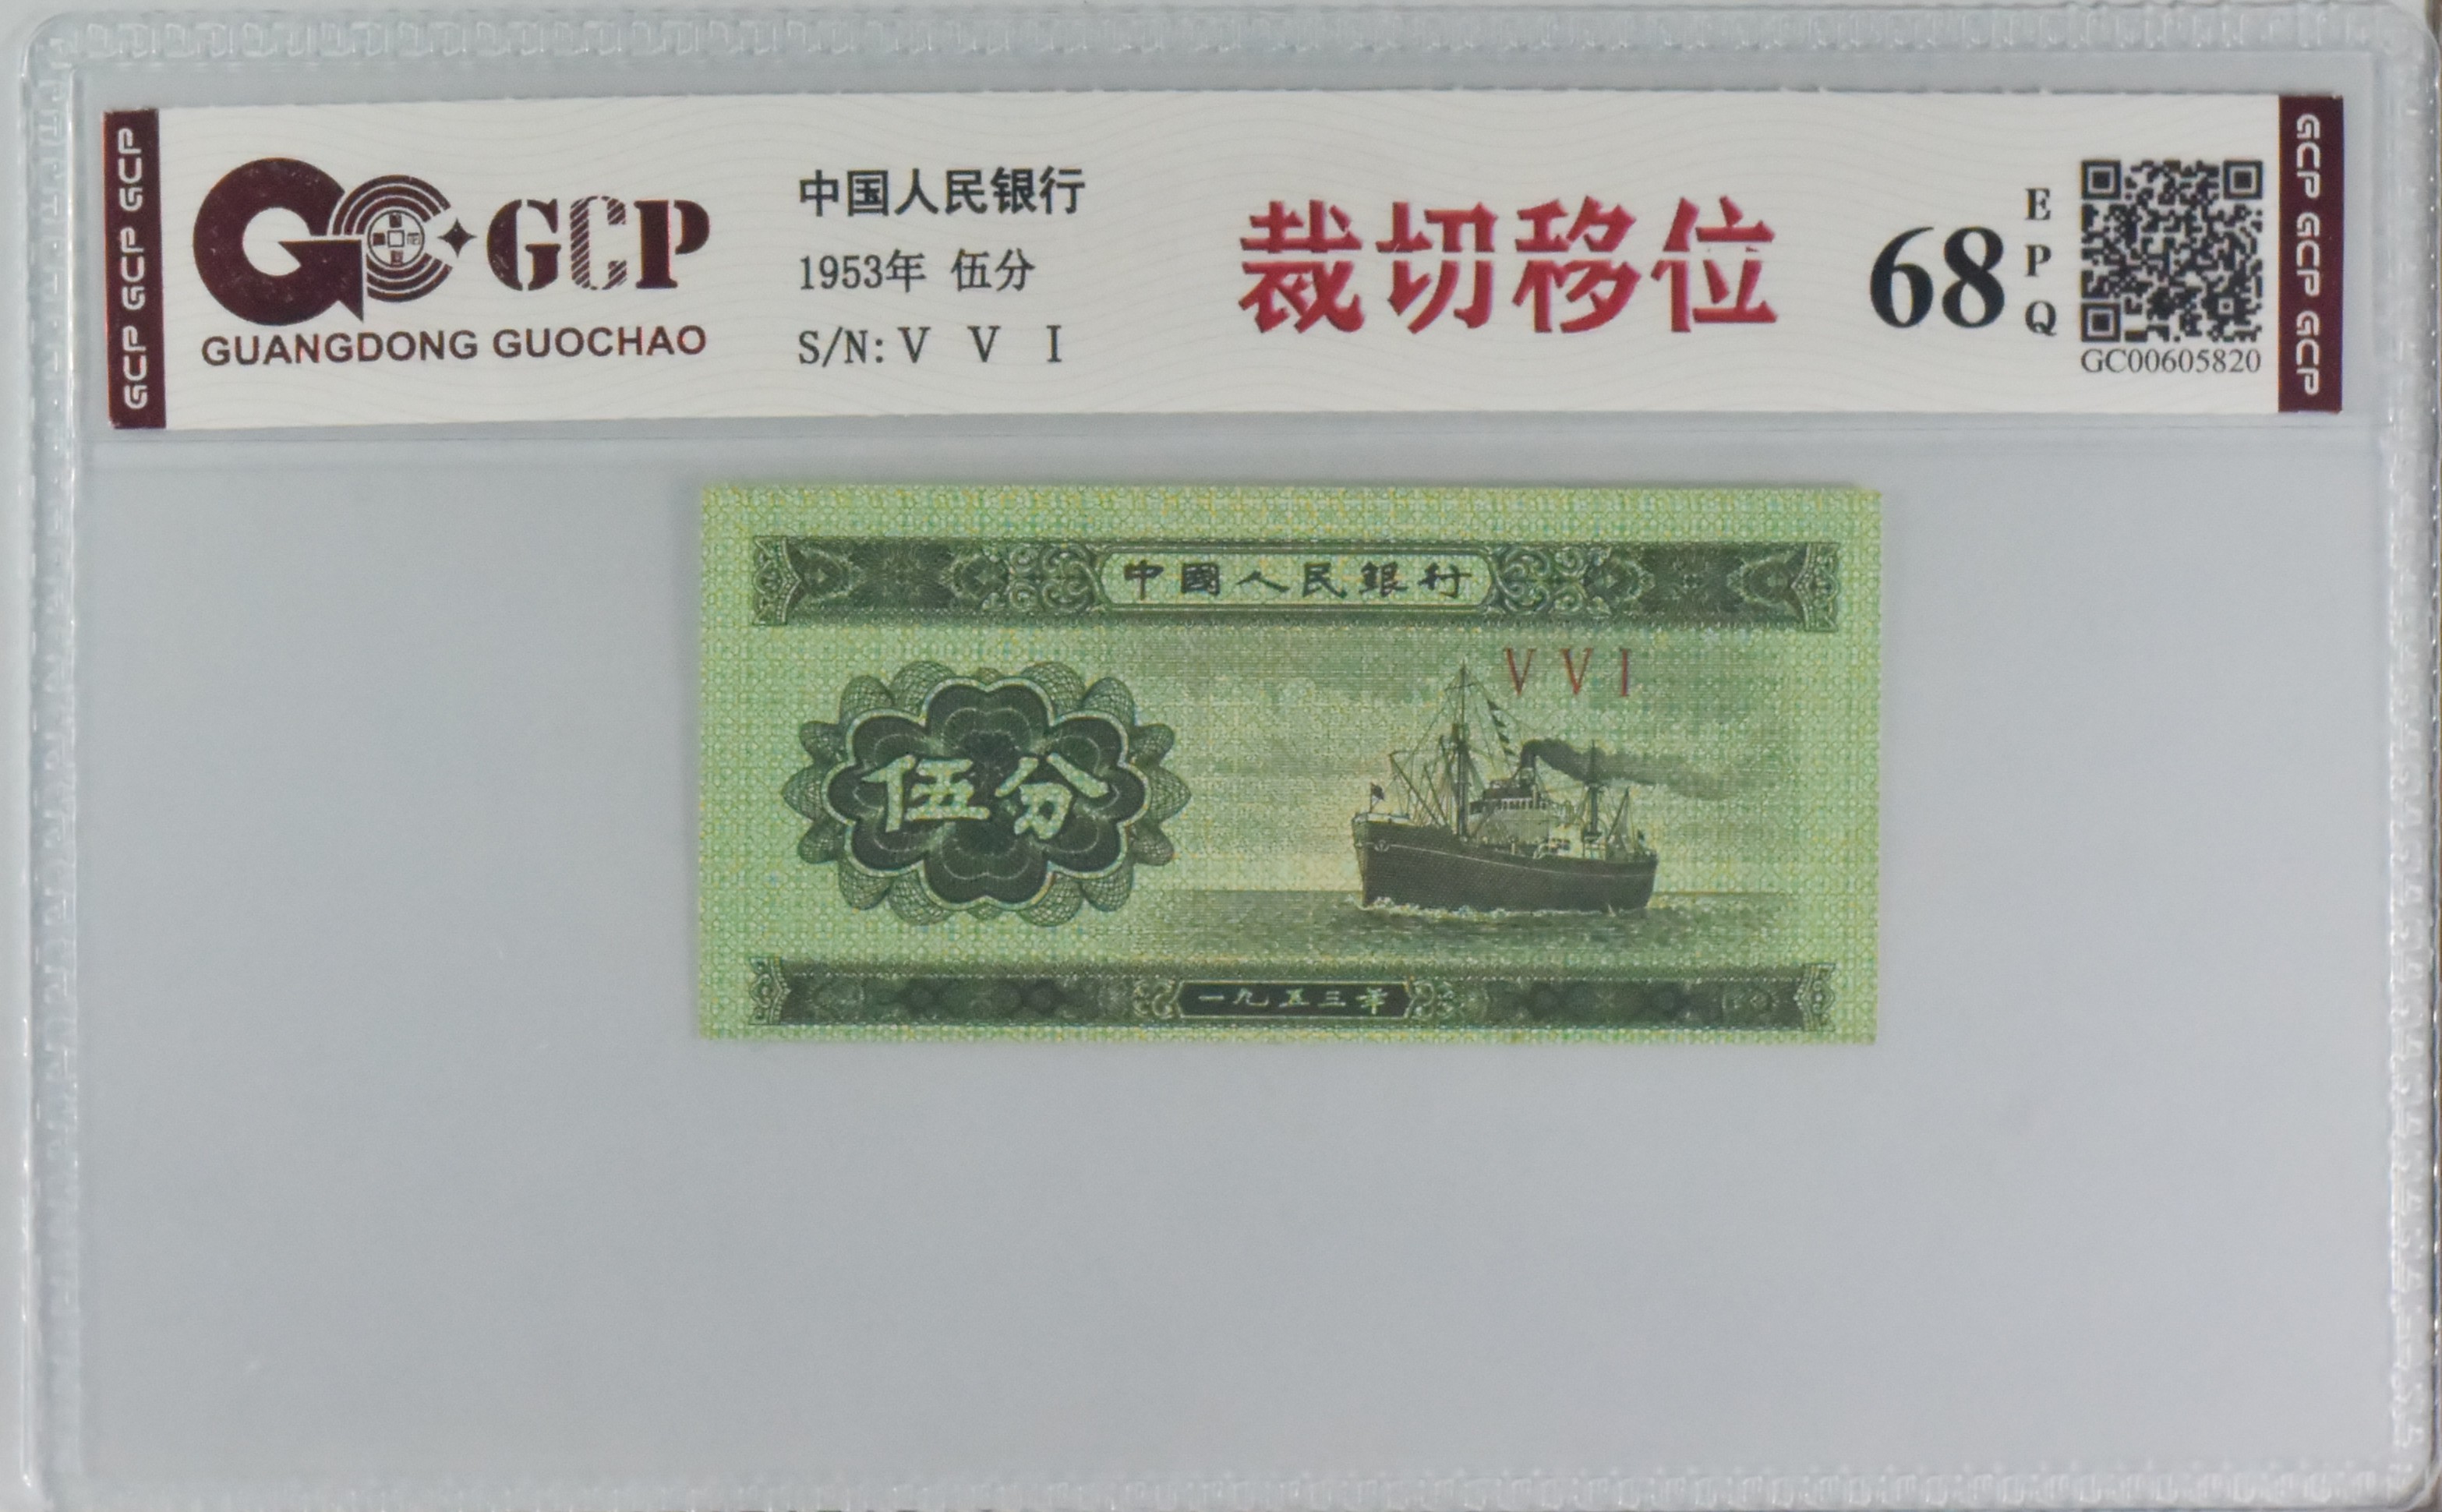 GCP GCP GCP
GCP
GUANGDONG GUOCHAO
中国人民银行
1953年 伍分
S/N: V V I
裁切移位
68
EPQ
GC00605820
GCP GCP GCP
中國人民銀行
V V I
伍分
一九五三年